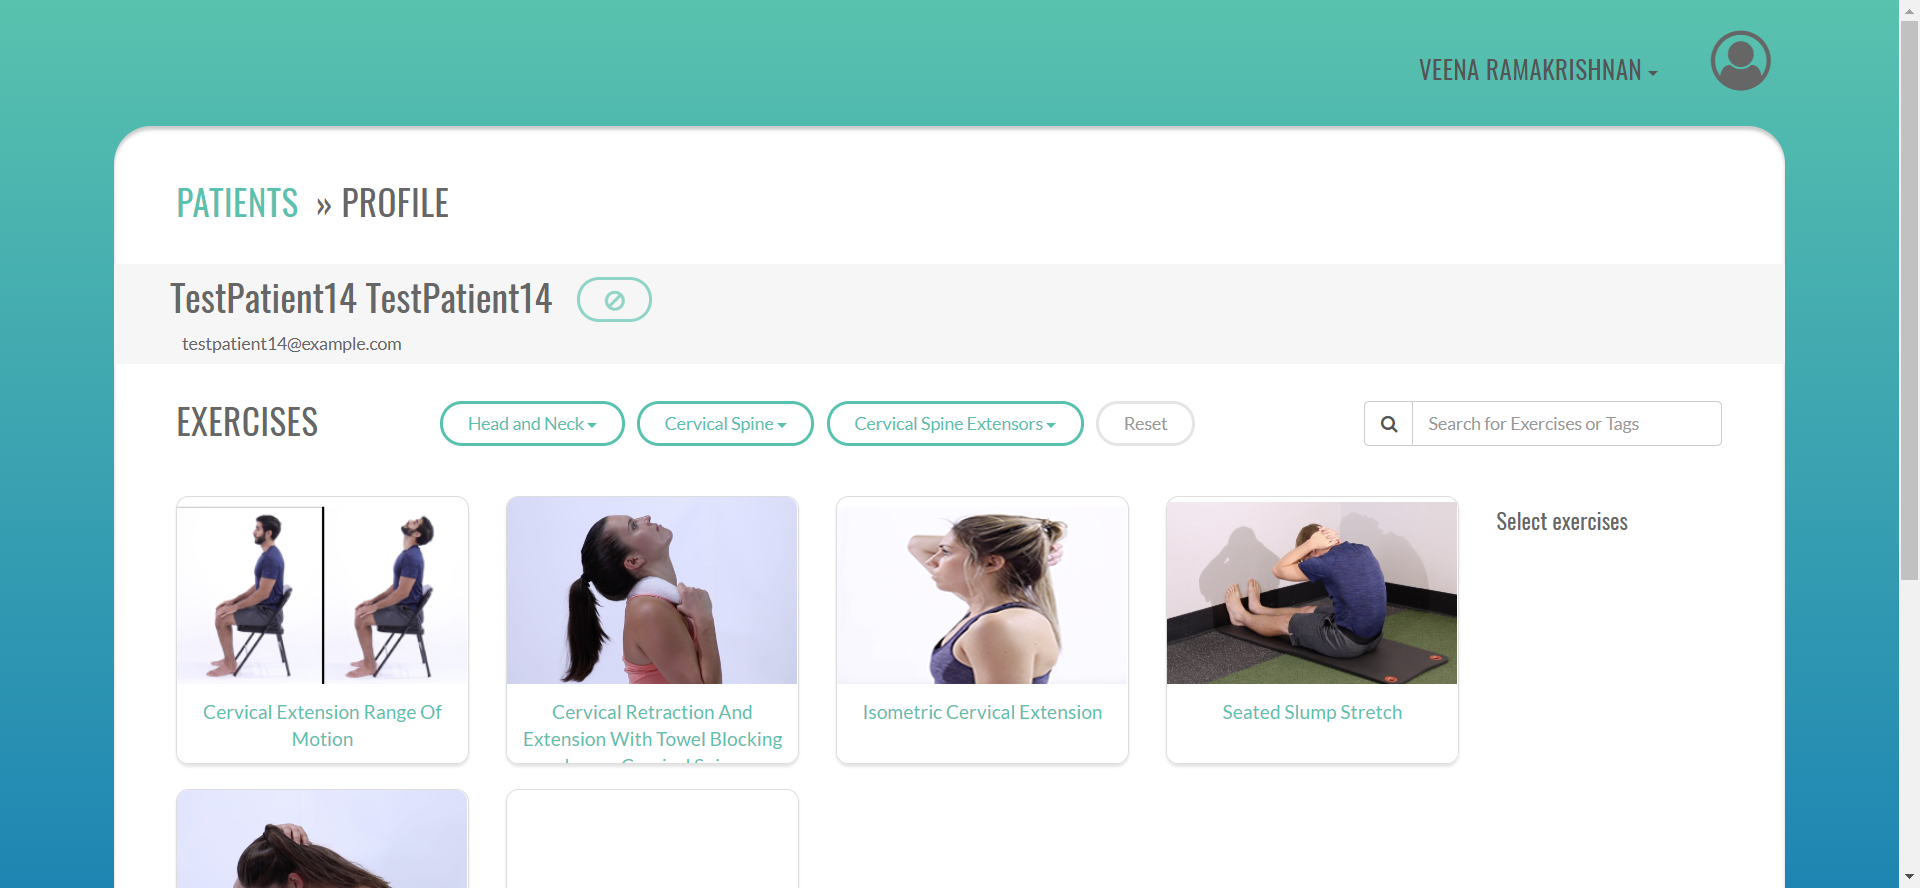 VEENA RAMAKRISHNAN
PATIENTS » PROFILE
TestPatient14 TestPatient14
testpatient14@example.com
EXERCISES
Head and Neck
Cervical Spine
Cervical Spine Extensors
Reset
Search for Exercises or Tags
Cervical Extension Range Of
Motion
Cervical Retraction And
Extension With Towel Blocking
Isometric Cervical Extension
Seated Slump Stretch
Select exercises